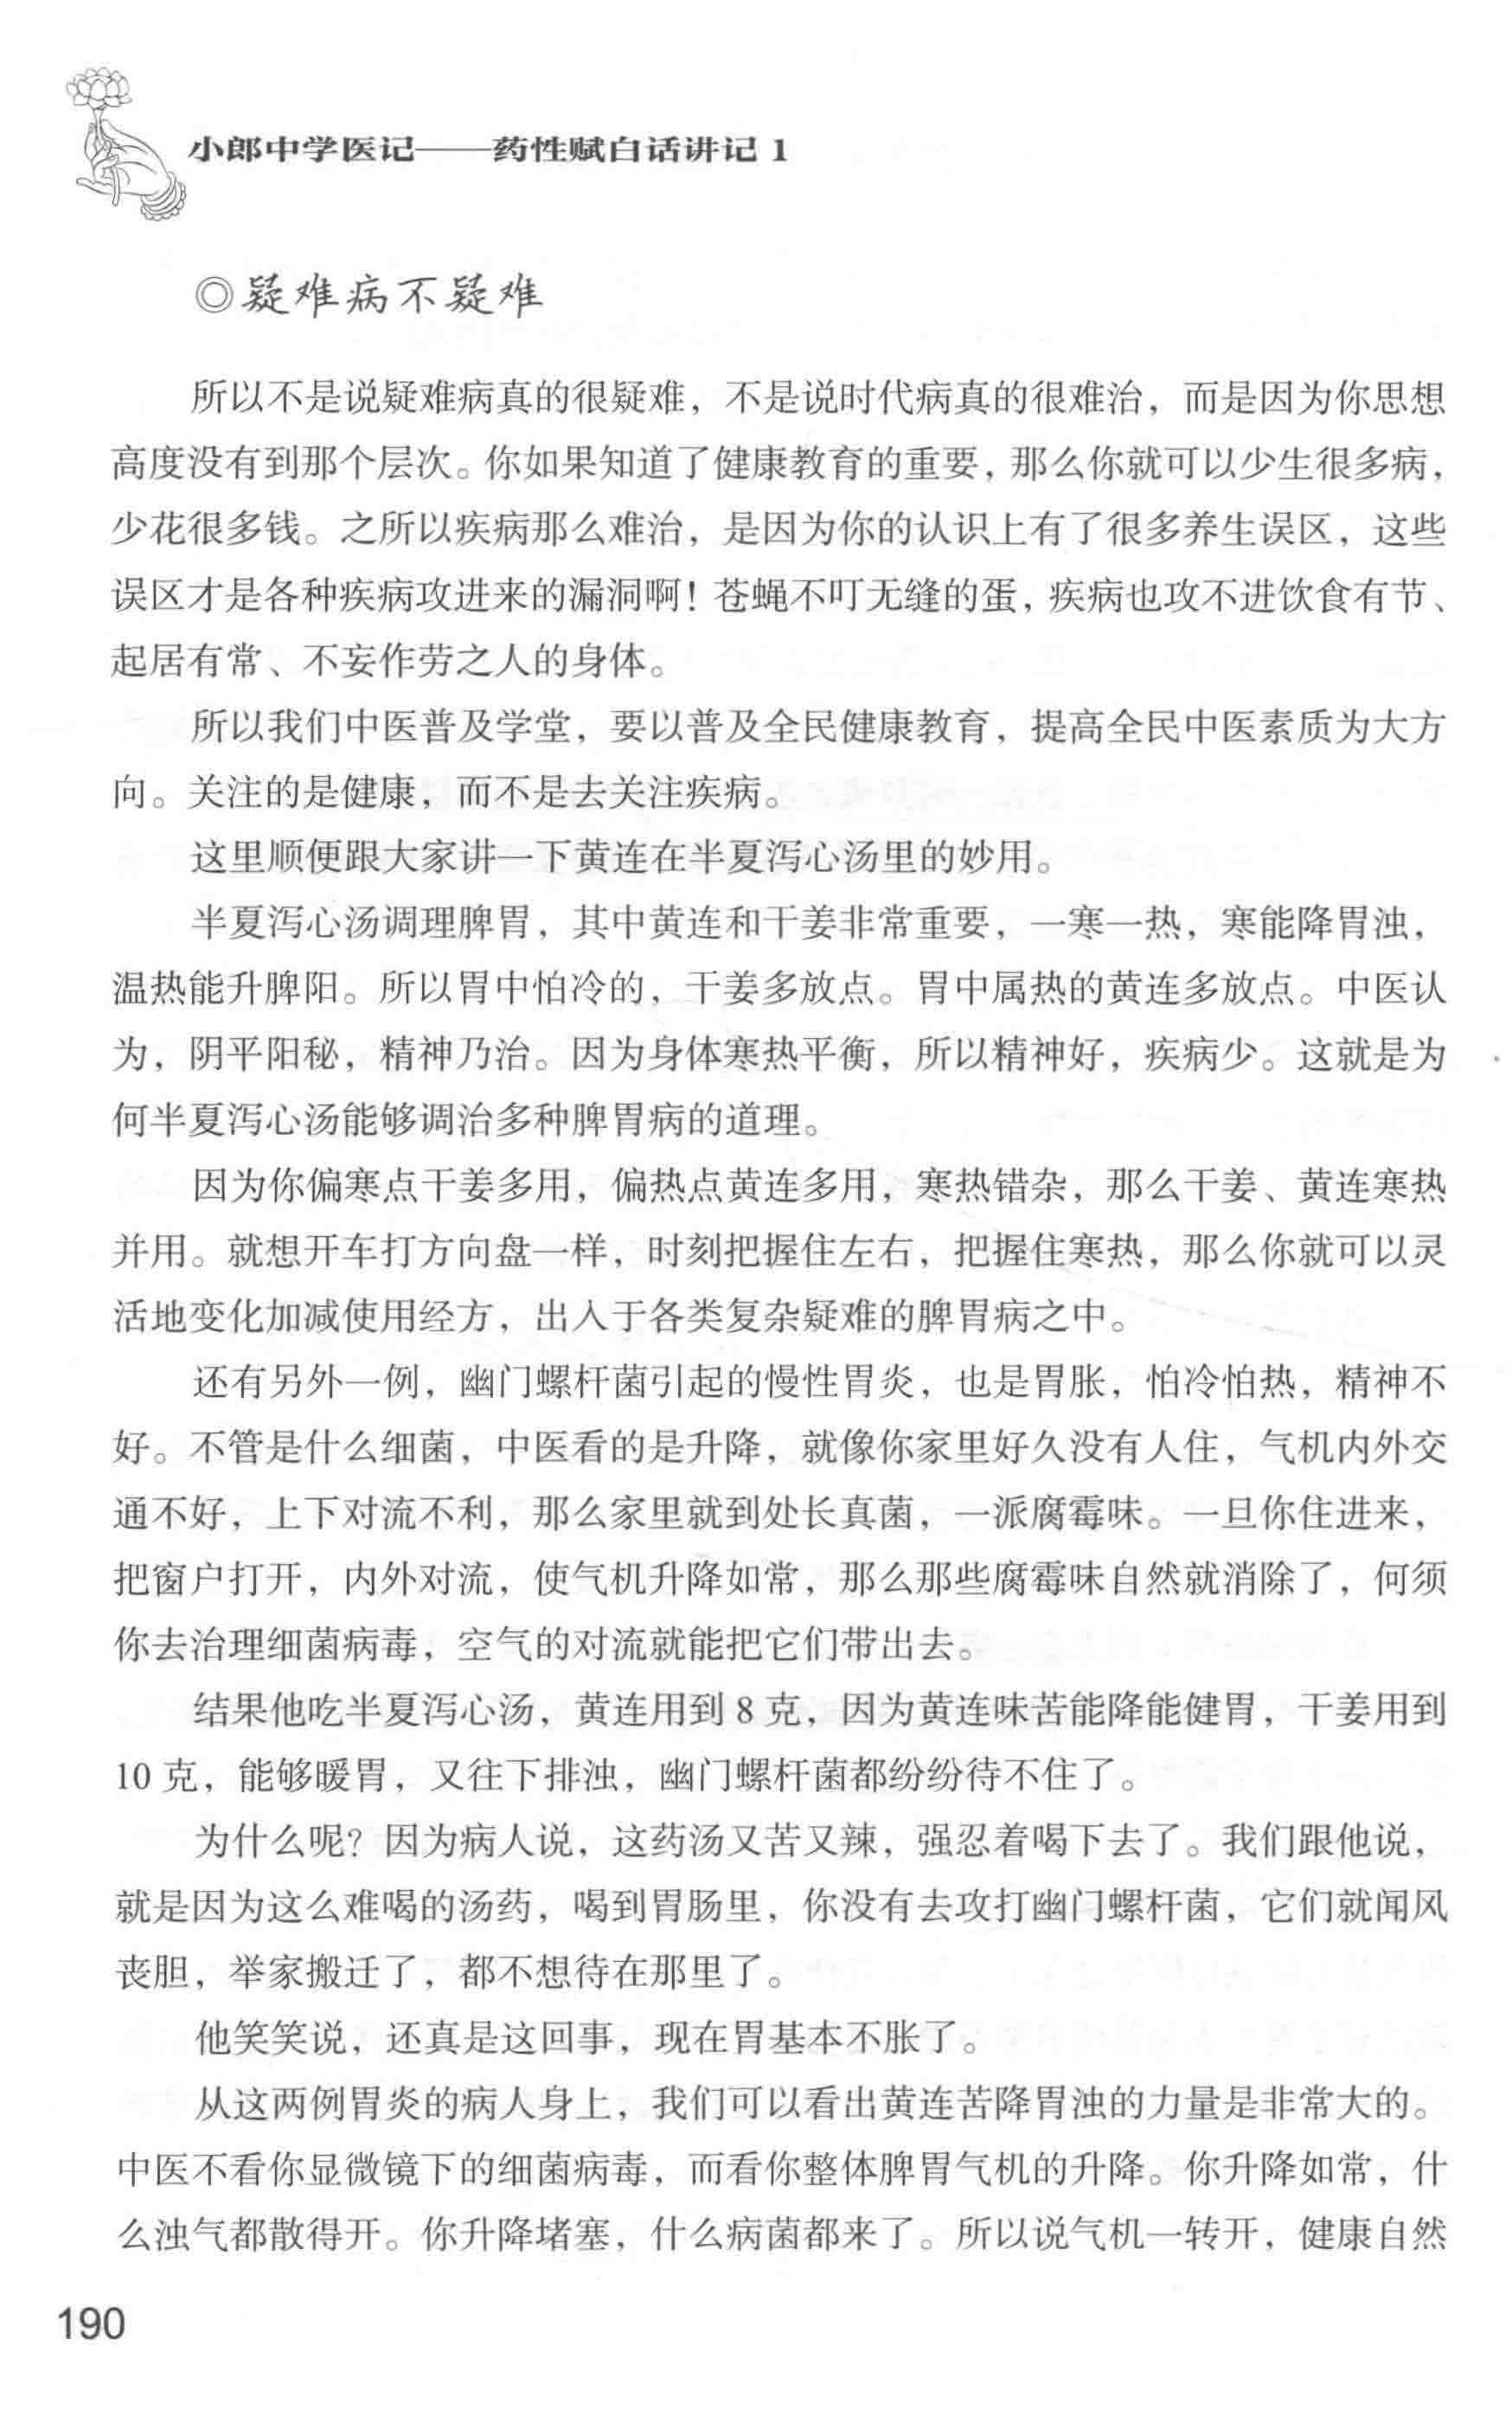 小郎中学医记——药性赋白话讲记 1
◎疑难病不疑难
所以不是说疑难病真的很疑难，不是说时代病真的很难治，而是因为你思想
高度没有到那个层次。你如果知道了健康教育的重要，那么你就可以少生很多病，
少花很多钱。之所以疾病那么难治，是因为你的认识上有了很多养生误区，这些
误区才是各种疾病攻进来的漏洞啊！苍蝇不叮无缝的蛋，疾病也攻不进饮食有节、
起居有常、不妄作劳之人的身体。
所以我们中医普及学堂，要以普及全民健康教育，提高全民中医素质为大方
向。关注的是健康，而不是去关注疾病。
这里顺便跟大家讲一下黄连在半夏泻心汤里的妙用。
半夏泻心汤调理脾胃，其中黄连和干姜非常重要，一寒一热，寒能降胃浊，
温热能升脾阳。所以胃中怕冷的，干姜多放点。胃中属热的黄连多放点。中医认
为，阴平阳秘，精神乃治。因为身体寒热平衡，所以精神好，疾病少。这就是为
何半夏泻心汤能够调治多种脾胃病的道理。
因为你偏寒点干姜多用，偏热点黄连多用，寒热错杂，那么干姜、黄连寒热
并用。就想开车打方向盘一样，时刻把握住左右，把握住寒热，那么你就可以灵
活地变化加减使用经方，出入于各类复杂疑难的脾胃病之中。
还有另外一例，幽门螺杆菌引起的慢性胃炎，也是胃胀，怕冷怕热，精神不
好。不管是什么细菌，中医看的是升降，就像你家里好久没有人住，气机内外交
通不好，上下对流不利，那么家里就到处长真菌，一派腐霉味。一旦你住进来，
把窗户打开，内外对流，使气机升降如常，那么那些腐霉味自然就消除了，何须
你去治理细菌病毒，空气的对流就能把它们带出去。
结果他吃半夏泻心汤，黄连用到 8 克，因为黄连味苦能降能健胃，干姜用到
10 克，能够暖胃，又往下排浊，幽门螺杆菌都纷纷待不住了。
为什么呢？因为病人说，这药汤又苦又辣，强忍着喝下去了。我们跟他说，
就是因为这么难喝的汤药，喝到胃肠里，你没有去攻打幽门螺杆菌，它们就闻风
丧胆，举家搬迁了，都不想待在那里了。
他笑笑说，还真是这回事，现在胃基本不胀了。
从这两例胃炎的病人身上，我们可以看出黄连苦降胃浊的力量是非常大的。
中医不看你显微镜下的细菌病毒，而看你整体脾胃气机的升降。你升降如常，什
么浊气都散得开。你升降堵塞，什么病菌都来了。所以说气机一转开，健康自然
190